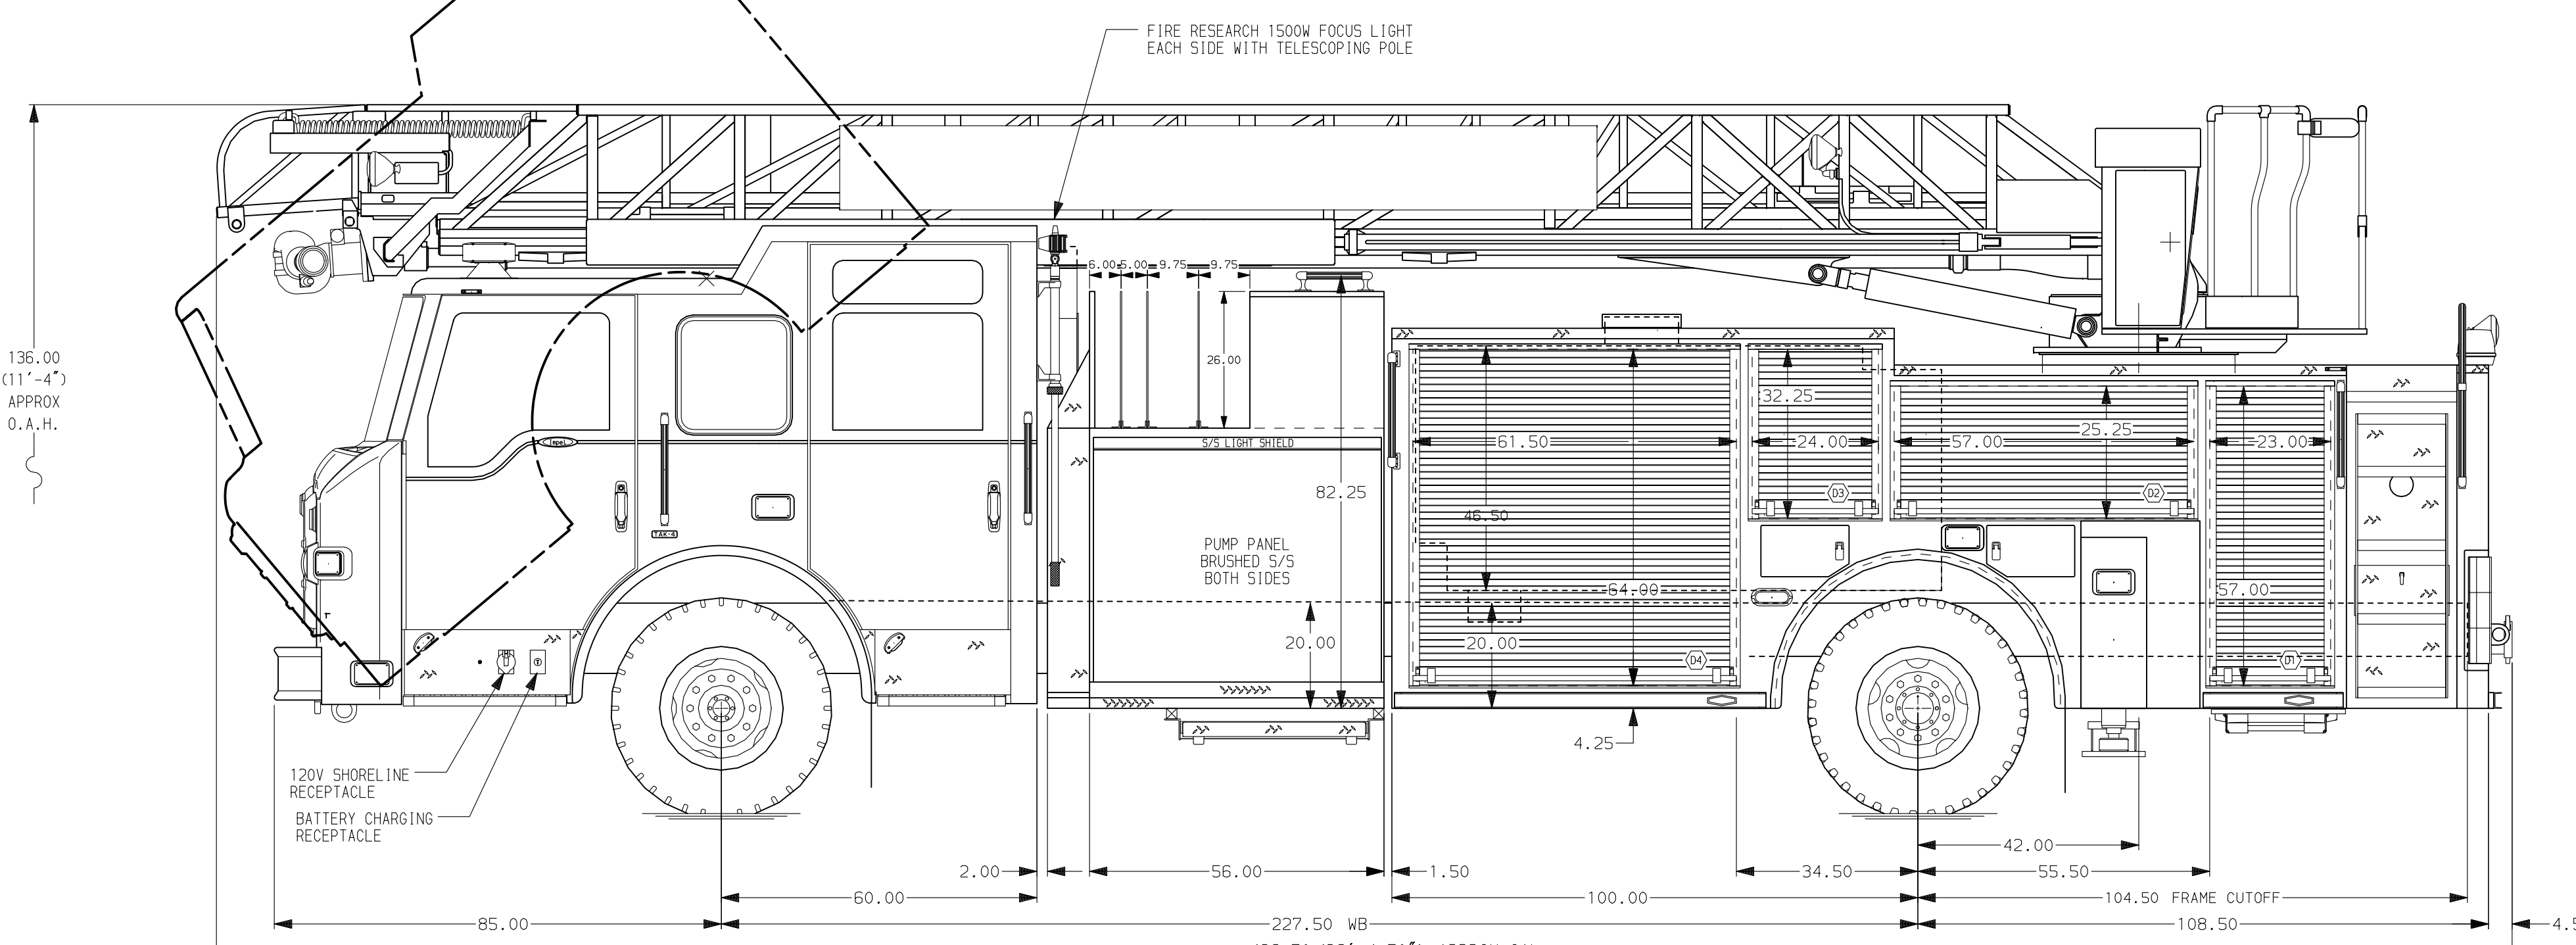 FIRE RESEARCH 1500W FOCUS LIGHT
EACH SIDE WITH TELESCOPING POLE
136.00
(11'-4")
APPROX
O.A.H.
6.00
5.00
9.75
9.75
26.00
S/S LIGHT SHIELD
82.25
PUMP PANEL
BRUSHED S/S
BOTH SIDES
20.00
TAK-4
61.50
46.50
64.00
20.00
D4
32.25
24.00
D3
57.00
25.25
D2
23.00
57.00
D1
4.25
120V SHORELINE
RECEPTACLE
BATTERY CHARGING
RECEPTACLE
42.00
2.00
56.00
1.50
34.50
55.50
60.00
100.00
104.50 FRAME CUTOFF
85.00
227.50 WB
108.50